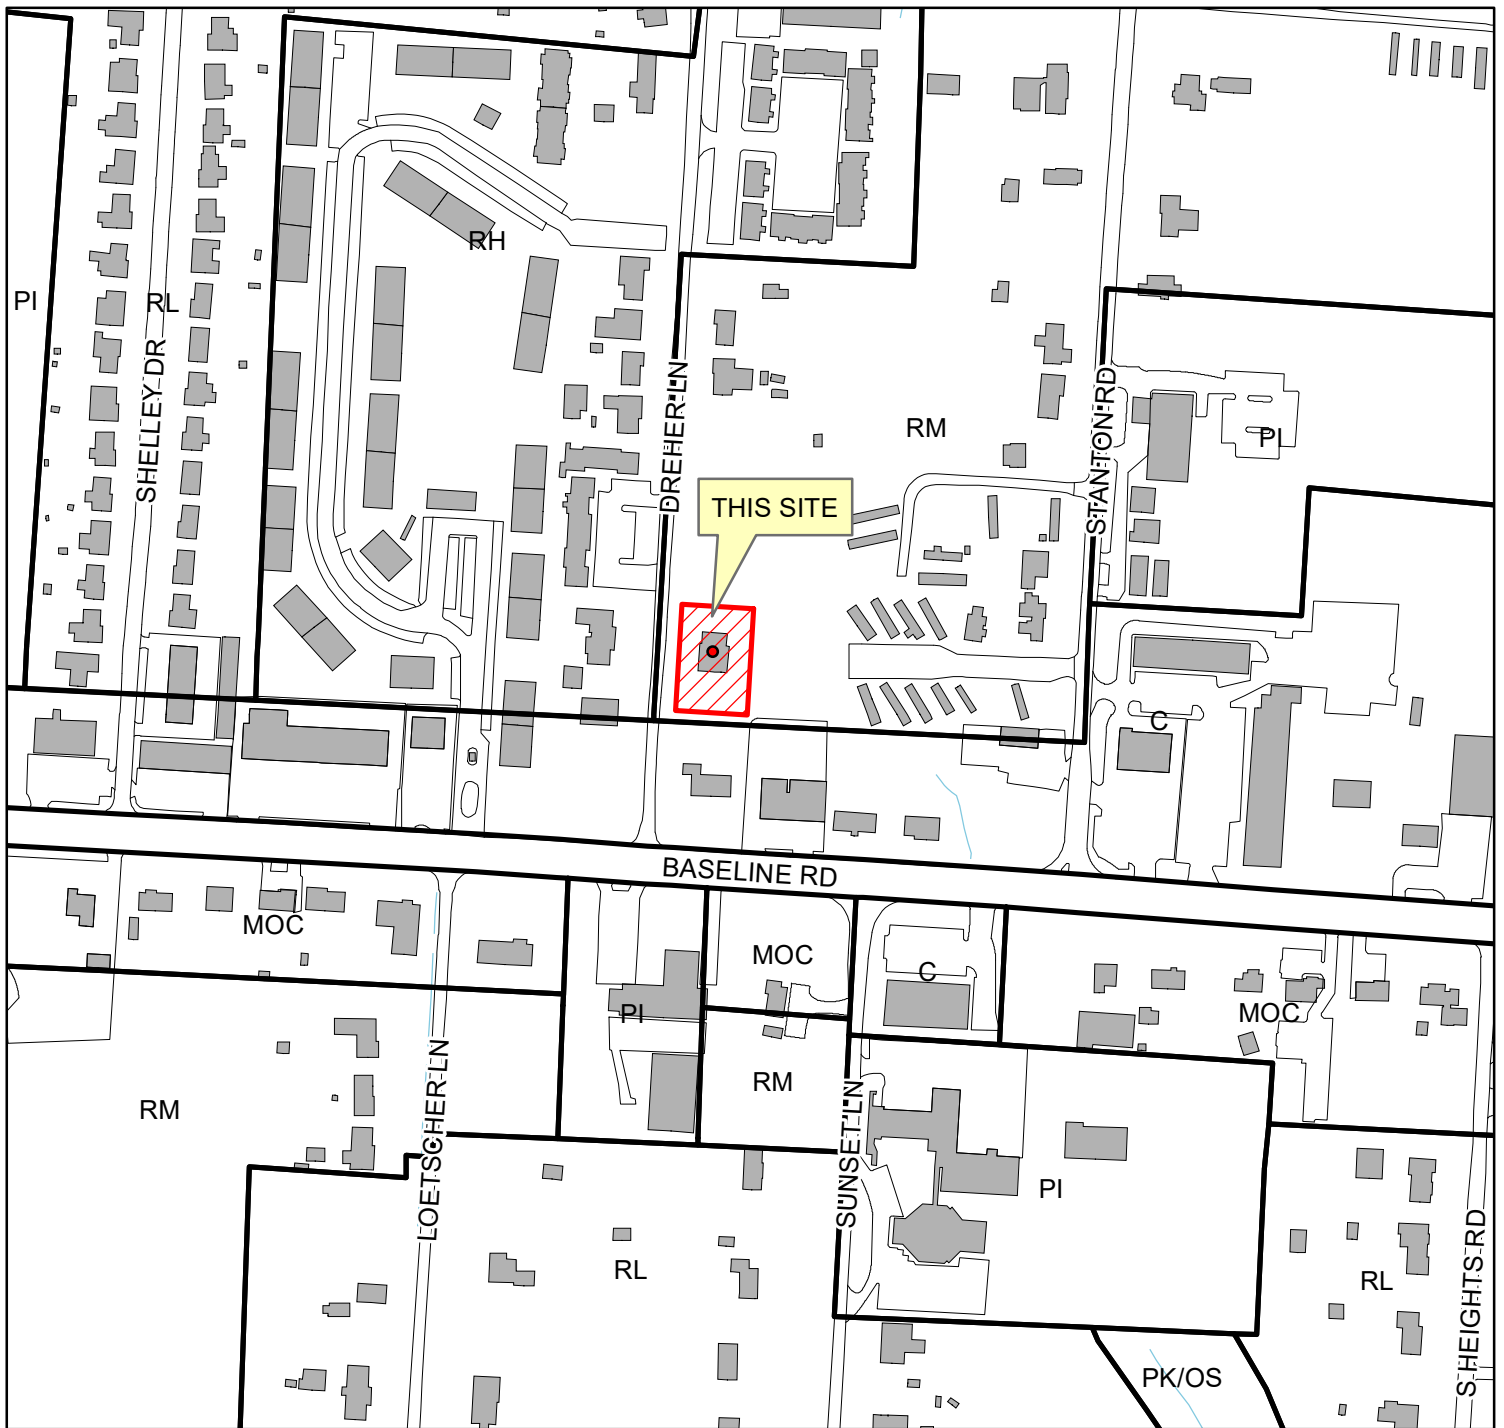 RH
PI
RL
SHELLEY DR
DREHER LN
RM
STANTON RD
PI
THIS SITE
C
BASELINE RD
MOC
MOC
C
PI
MOC
RM
RM
LOETSCHER LN
SUNSET LN
PI
RL
RL
S HEIGHTS RD
PK/OS